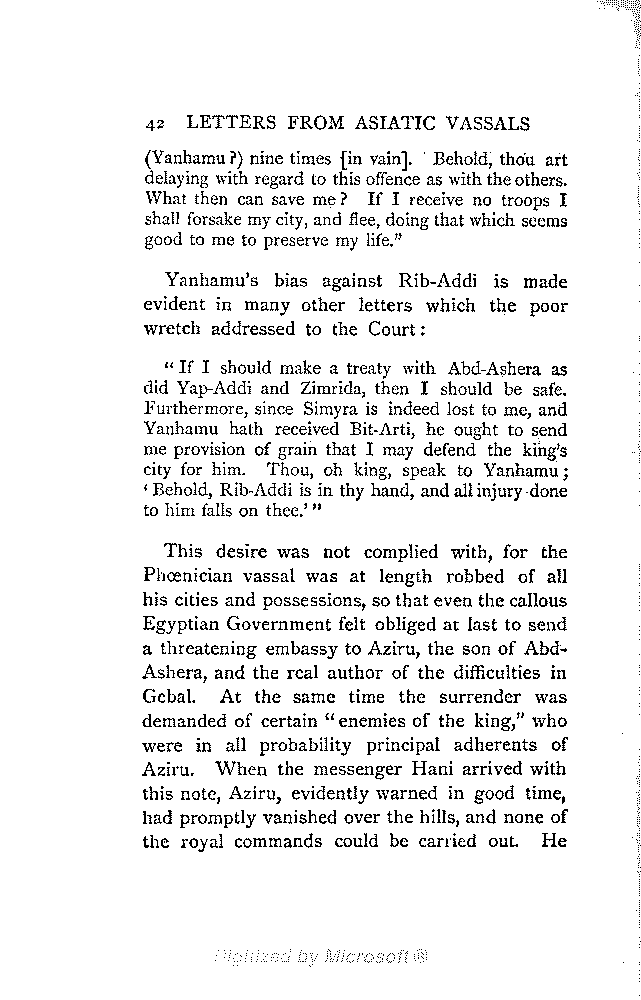 42 LETTERS FROM ASIATIC VASSALS
(Yanhamu?) nine times [in vain]. Behold, thou art
delaying with regard to this offence as with the others.
What then can save me? If I receive no troops I
shall forsake my city, and flee, doing that which seems
good to me to preserve my life."
Yanhamu's bias against Rib-Addi is made
evident in many other letters which the poor
wretch addressed to the Court:
"If I should make a treaty with Abd-Ashera as
did Yap-Addi and Zimrida, then I should be safe.
Furthermore, since Simyra is indeed lost to me, and
Yanhamu hath received Bit-Arti, he ought to send
me provision of grain that I may defend the king's
city for him. Thou, oh king, speak to Yanhamu;
'Behold, Rib-Addi is in thy hand, and all injury done
to him falls on thee.'"
This desire was not complied with, for the
Phœnician vassal was at length robbed of all
his cities and possessions, so that even the callous
Egyptian Government felt obliged at last to send
a threatening embassy to Aziru, the son of Abd-
Ashera, and the real author of the difficulties in
Gebal. At the same time the surrender was
demanded of certain "enemies of the king," who
were in all probability principal adherents of
Aziru. When the messenger Hani arrived with
this note, Aziru, evidently warned in good time,
had promptly vanished over the hills, and none of
the royal commands could be carried out. He
Digitized by Microsoft ®